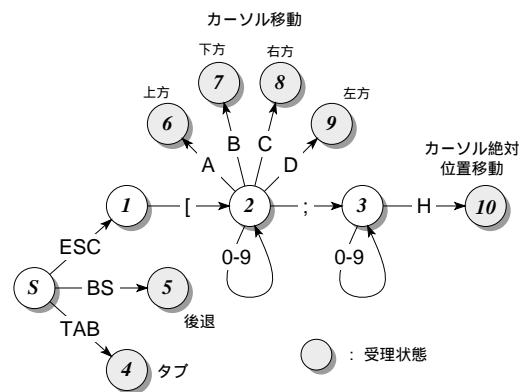 カーソル移動
下方
右方
上方
7
8
左方
6
9
B
C
カーソル絶対
位置移動
A
D
1
[
2
;
3
H
10
ESC
0-9
0-9
S
BS
5
後退
TAB
4
タブ
: 受理状態